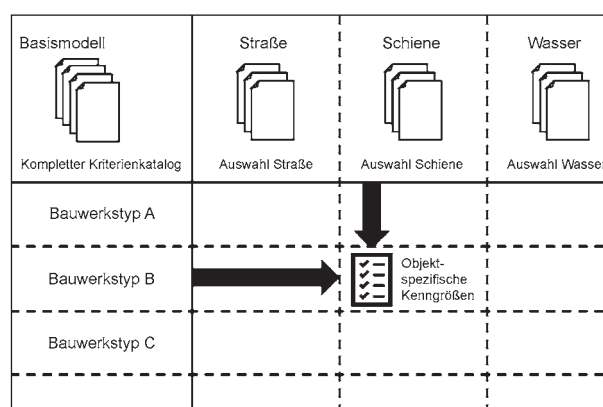 Basismodell
Straße
Schiene
Wasser
Kompletter Kriterienkatalog
Auswahl Straße
Auswahl Schiene
Auswahl Wasser
Bauwerkstyp A
Bauwerkstyp B
Objekt-
spezifische
Kenngrößen
Bauwerkstyp C